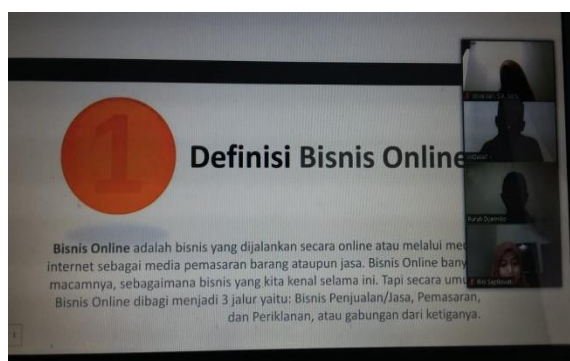 1
Definisi Bisnis Online
Bisnis Online adalah bisnis yang dijalankan secara online atau melalui
internet sebagai media pemasaran barang ataupun jasa. Bisnis Online
macamnya, sebagaimana bisnis yang kita kenal selama ini. Tapi secara
Bisnis Online dibagi menjadi 3 jalur yaitu: Bisnis Penjualan/Jasa, Pemasaran,
dan Periklanan, atau gabungan dari ketiganya.